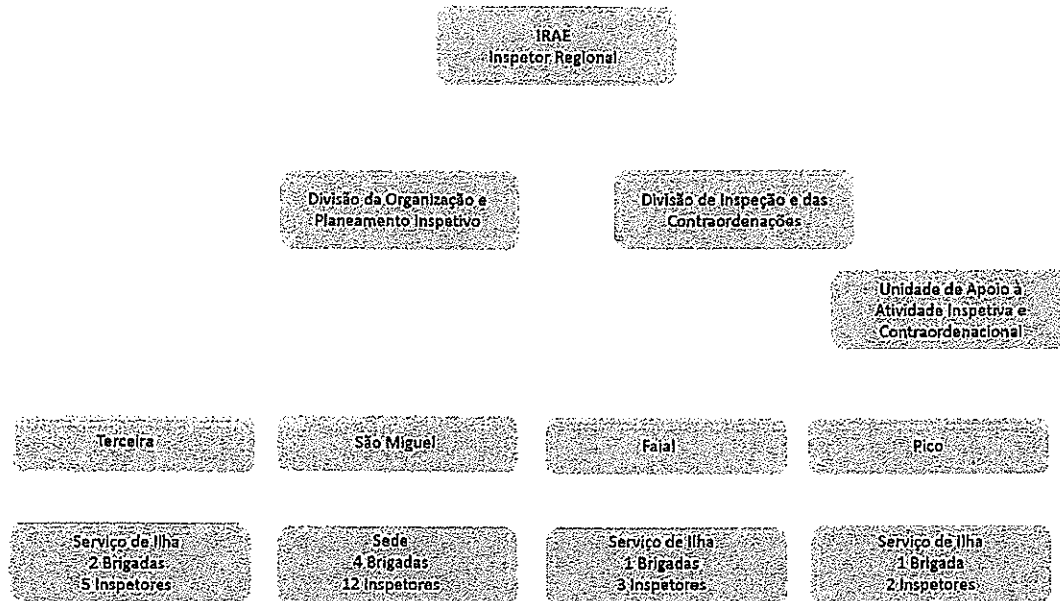 IRAE
Inspetor Regional
Divisão da Organização e
Planeamento Inspetivo
Divisão de Inspeção e das
Contraordenações
Unidade de Apoio à
Atividade Inspetiva e
Contraordenacional
Terceira
São Miguel
Faial
Pico
Serviço de Ilha
2 Brigadas
5 Inspetores
Sede
4 Brigadas
12 Inspetores
Serviço de Ilha
1 Brigadas
3 Inspetores
Serviço de Ilha
1 Brigada
2 Inspetores